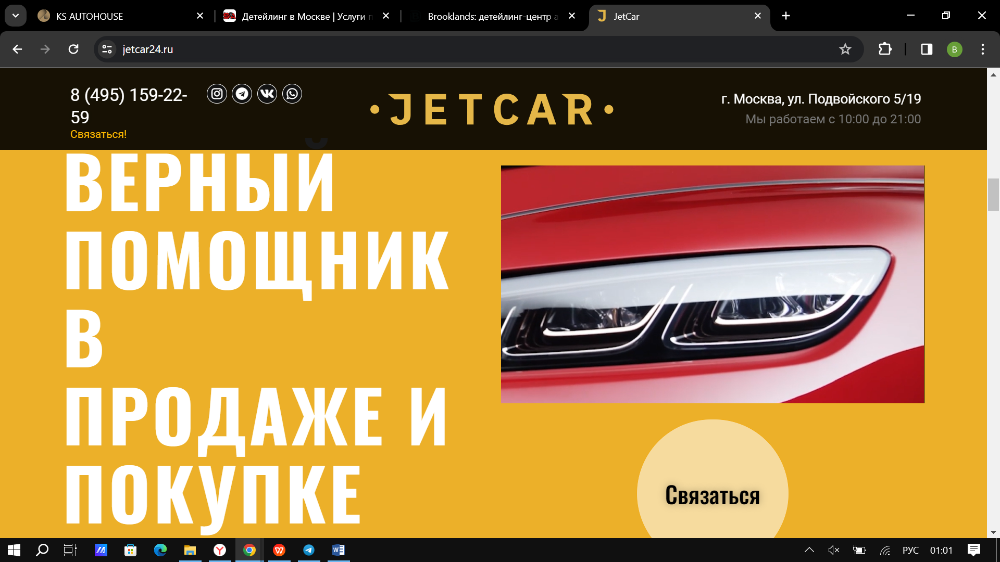 KS AUTOHOUSE
Детейлинг в Москве | Услуги п
Brooklands: детейлинг-центр а
JetCar
jetcar24.ru
B
8 (495) 159-22-
59
Связаться!
•JETCAR•
г. Москва, ул. Подвойского 5/19
Мы работаем с 10:00 до 21:00
ВЕРНЫЙ
ПОМОЩНИК
В
ПРОДАЖЕ И
ПОКУПКЕ
Связаться
РУС
01:01